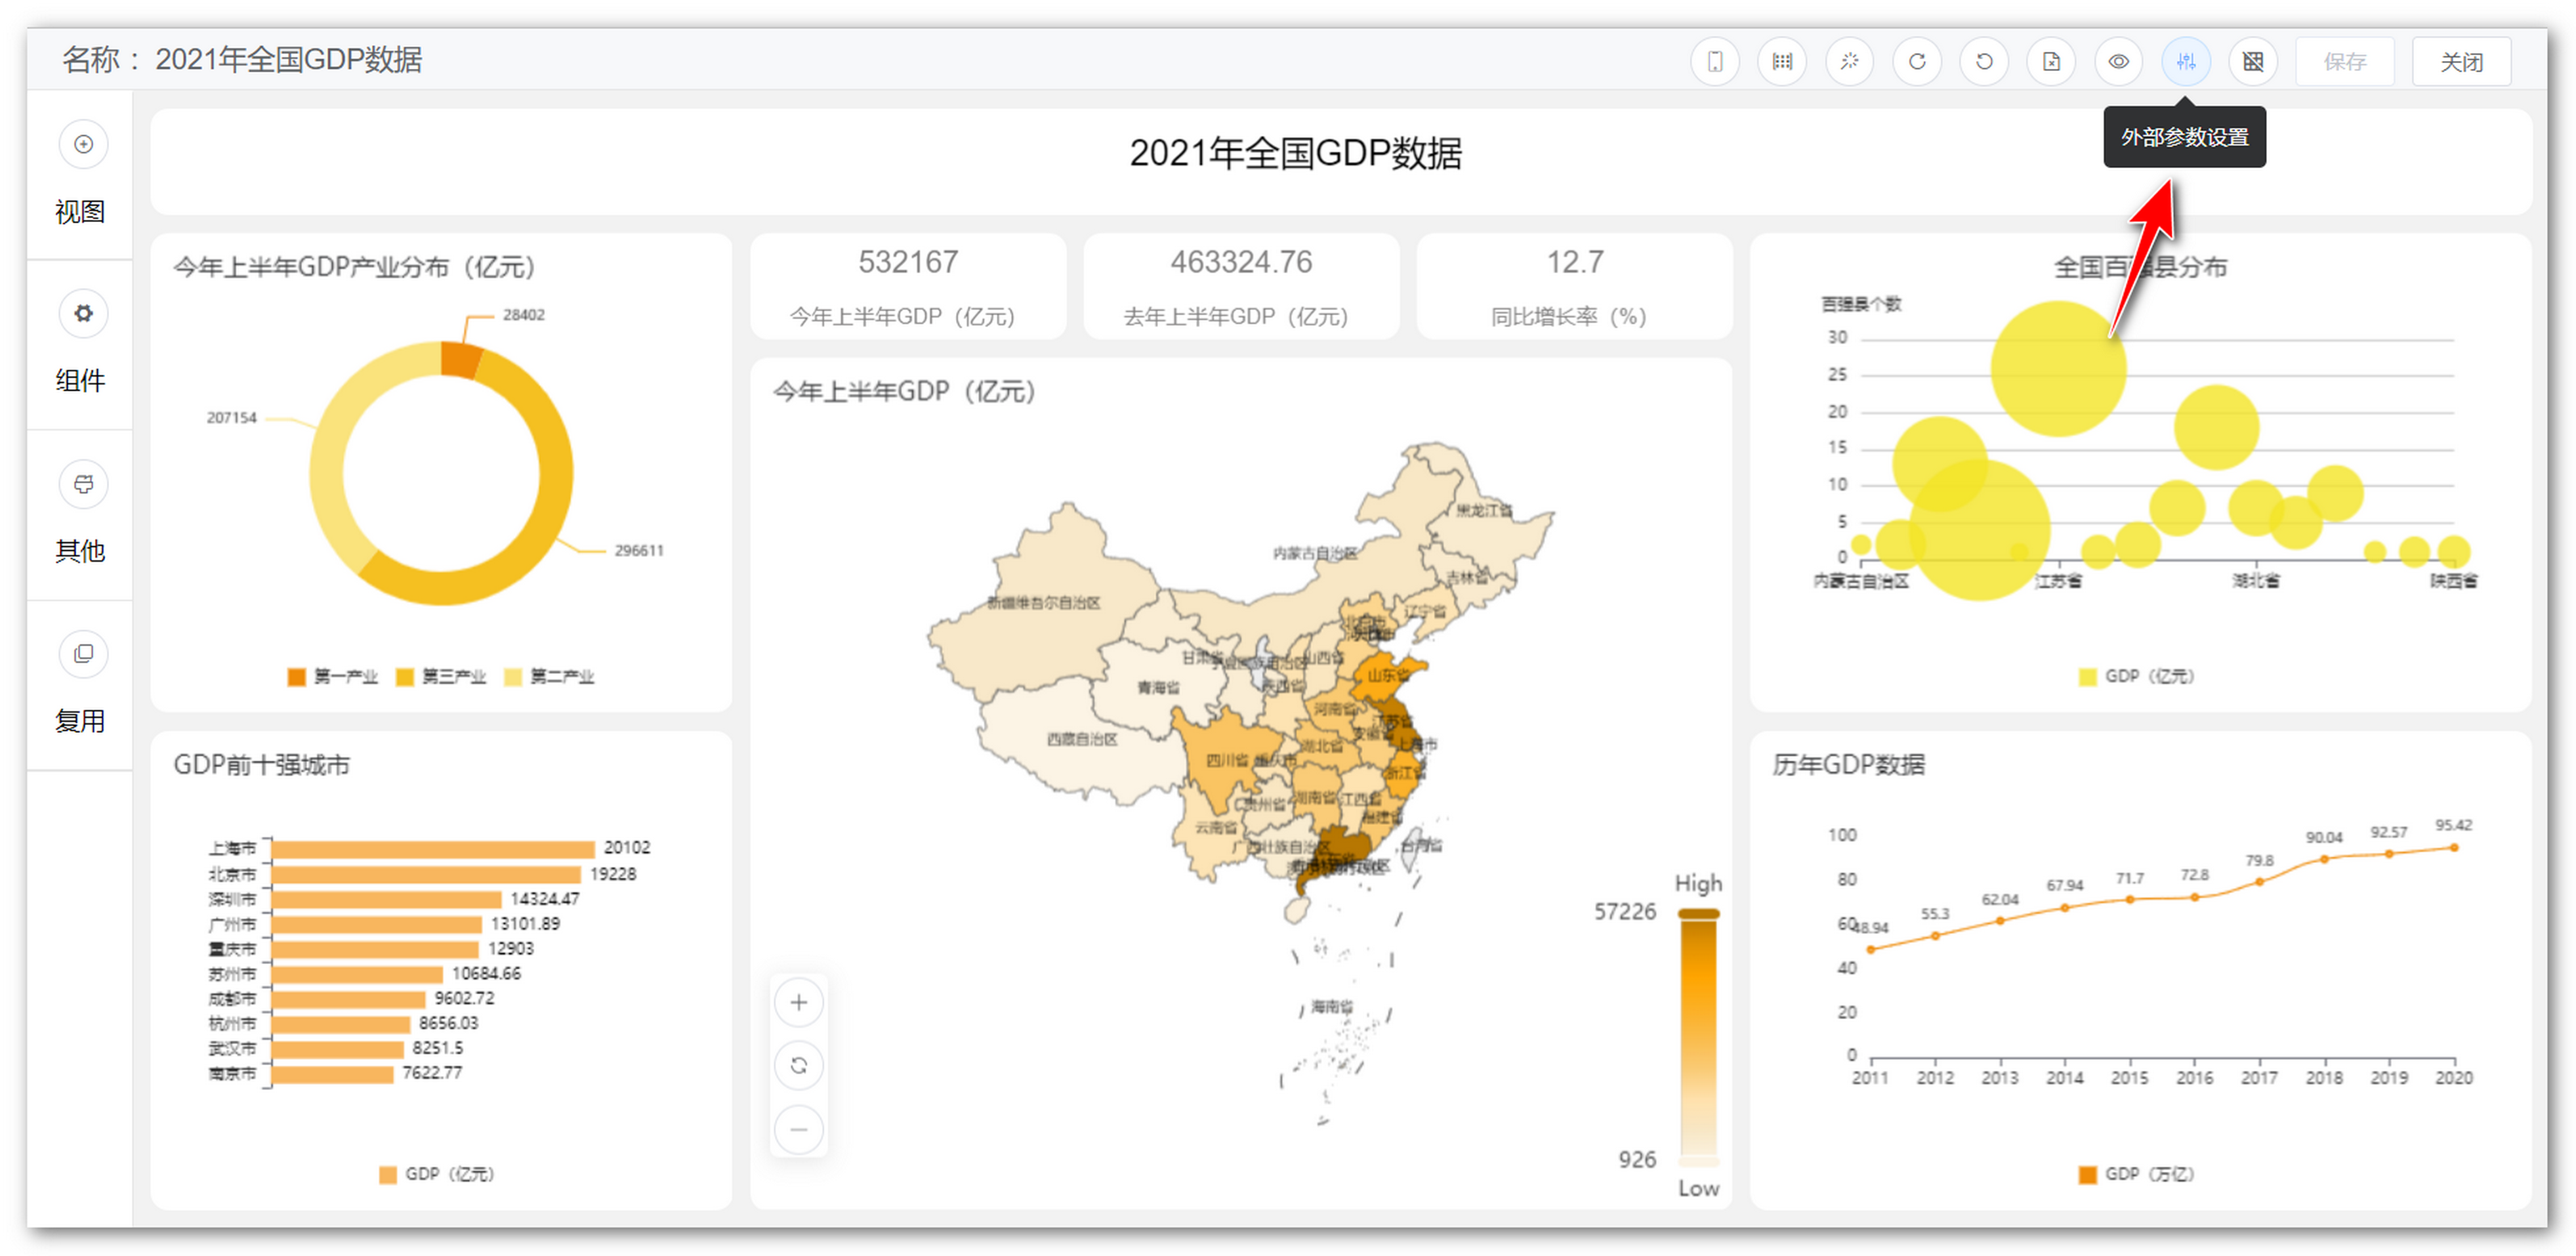 名称： 2021年全国GDP数据
保存
关闭
外部参数设置
视图
组件
其他
复用
2021年全国GDP数据
今年上半年GDP产业分布（亿元）
28402
207154
296611
第一产业 第三产业 第二产业
532167
今年上半年GDP（亿元）
463324.76
去年上半年GDP（亿元）
12.7
同比增长率（%）
今年上半年GDP（亿元）
黑龙江省
内蒙古自治区
吉林省
新疆维吾尔自治区
辽宁省
北京市
甘肃省
山西省
山东省
青海省
陕西省
河南省
江苏省
安徽省
西藏自治区
湖北省
上海市
四川省
重庆市
浙江省
贵州省
湖南省
江西省
福建省
云南省
广西壮族自治区
台湾省
海南省
High
57226
926
Low
全国百强县分布
百强县个数
30
25
20
15
10
5
0
内蒙古自治区
江苏省
湖北省
陕西省
GDP（亿元）
GDP前十强城市
上海市 20102
北京市 19228
深圳市 14324.47
广州市 13101.89
重庆市 12903
苏州市 10684.66
成都市 9602.72
杭州市 8656.03
武汉市 8251.5
南京市 7622.77
GDP（亿元）
历年GDP数据
100
80
60
40
20
0
48.94
55.3
62.04
67.94
71.7
72.8
79.8
90.04
92.57
95.42
2011 2012 2013 2014 2015 2016 2017 2018 2019 2020
GDP（万亿）